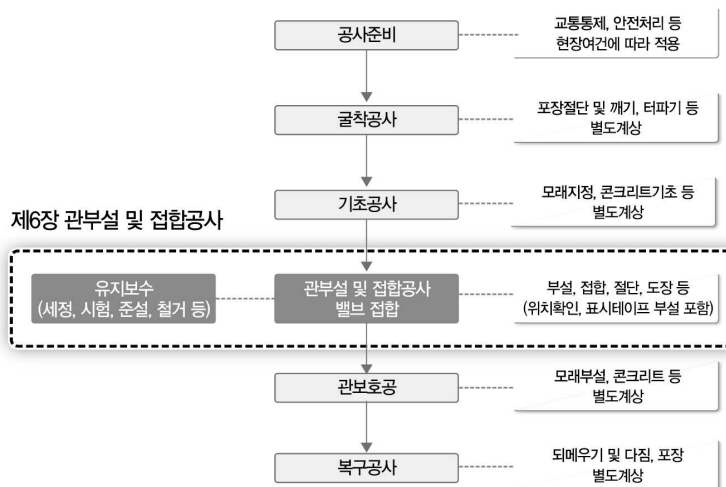 공사준비
교통통제, 안전처리 등
현장여건에 따라 적용
굴착공사
포장절단 및 깨기, 터파기 등
별도계상
기초공사
모래지정, 콘크리트기초 등
별도계상
제6장 관부설 및 접합공사
유지보수
(세정, 시험, 준설, 철거 등)
관부설 및 접합공사
밸브 접합
부설, 접합, 절단, 도장 등
(위치확인, 표시테이프 부설 포함)
관보호공
모래부설, 콘크리트 등
별도계상
복구공사
되메우기 및 다짐, 포장
별도계상